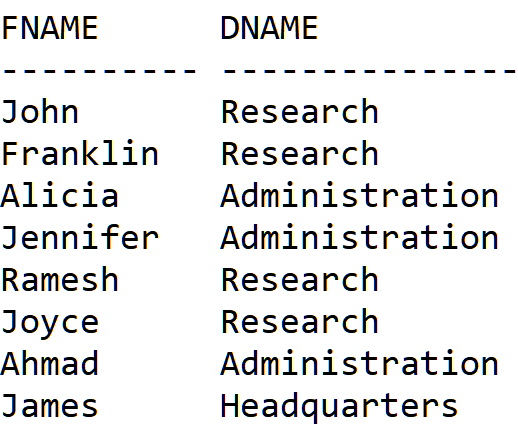 FNAME      DNAME
---------- ---------------
John       Research
Franklin   Research
Alicia     Administration
Jennifer   Administration
Ramesh     Research
Joyce      Research
Ahmad      Administration
James      Headquarters